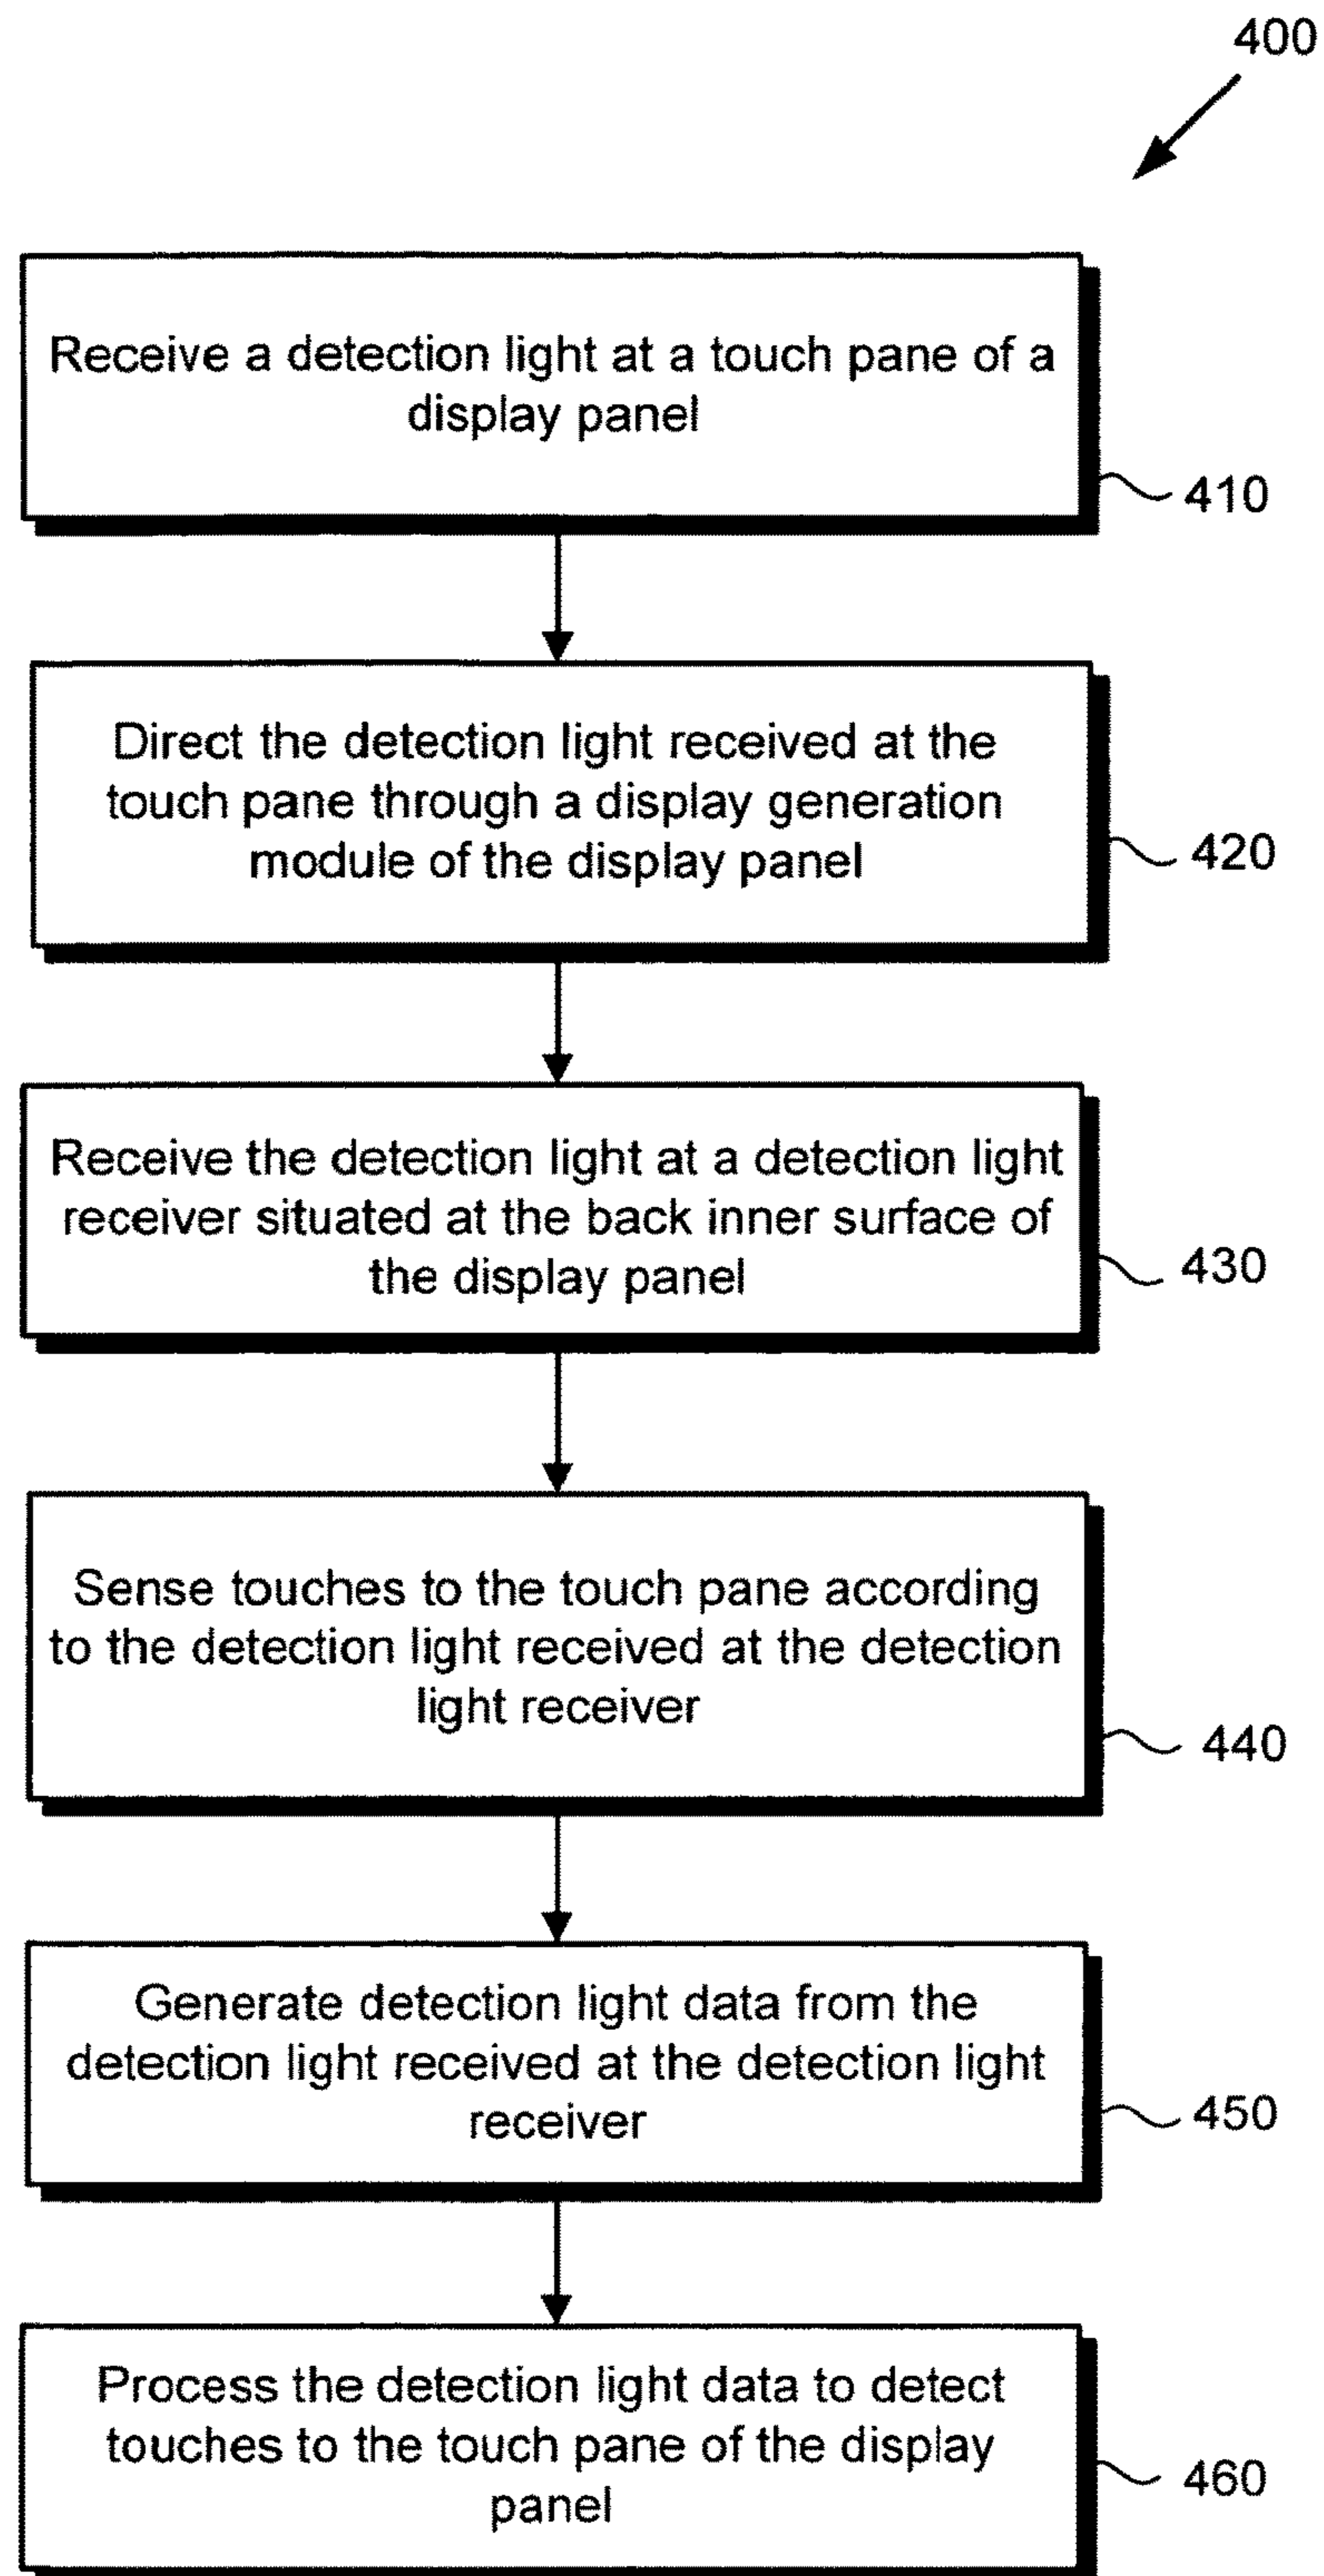 400
Receive a detection light at a touch pane of a
display panel
410
Direct the detection light received at the
touch pane through a display generation
module of the display panel
420
Receive the detection light at a detection light
receiver situated at the back inner surface of
the display panel
430
Sense touches to the touch pane according
to the detection light received at the detection
light receiver
440
Generate detection light data from the
detection light received at the detection light
receiver
450
Process the detection light data to detect
touches to the touch pane of the display
panel
460